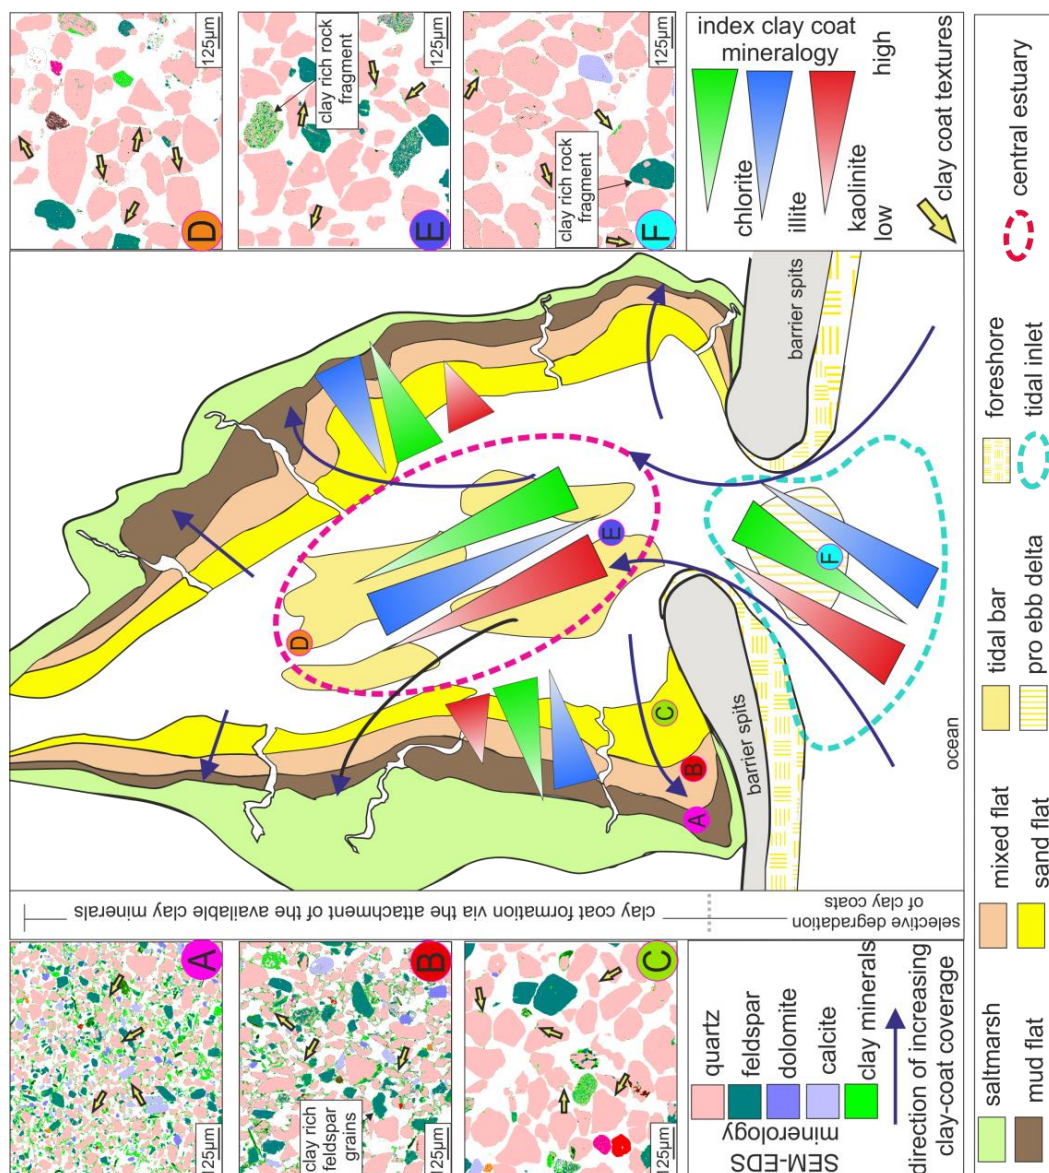 A
125µm
B
125µm
clay rich
feldspar
grains
C
125µm
D
125µm
E
125µm
clay rich rock
fragment
F
125µm
clay rich rock
fragment
index clay coat
mineralogy
chlorite
illite
kaolinite
low
high
clay coat textures
clay coat formation via the attachment of the available clay minerals
selective degradation
of clay coats
A
B
C
D
E
F
barrier spits
barrier spits
ocean
SEM-EDS
minerology
quartz
feldspar
dolomite
calcite
clay minerals
direction of increasing
clay-coat coverage
saltmarsh
mud flat
mixed flat
sand flat
tidal bar
pro ebb delta
foreshore
tidal inlet
central estuary